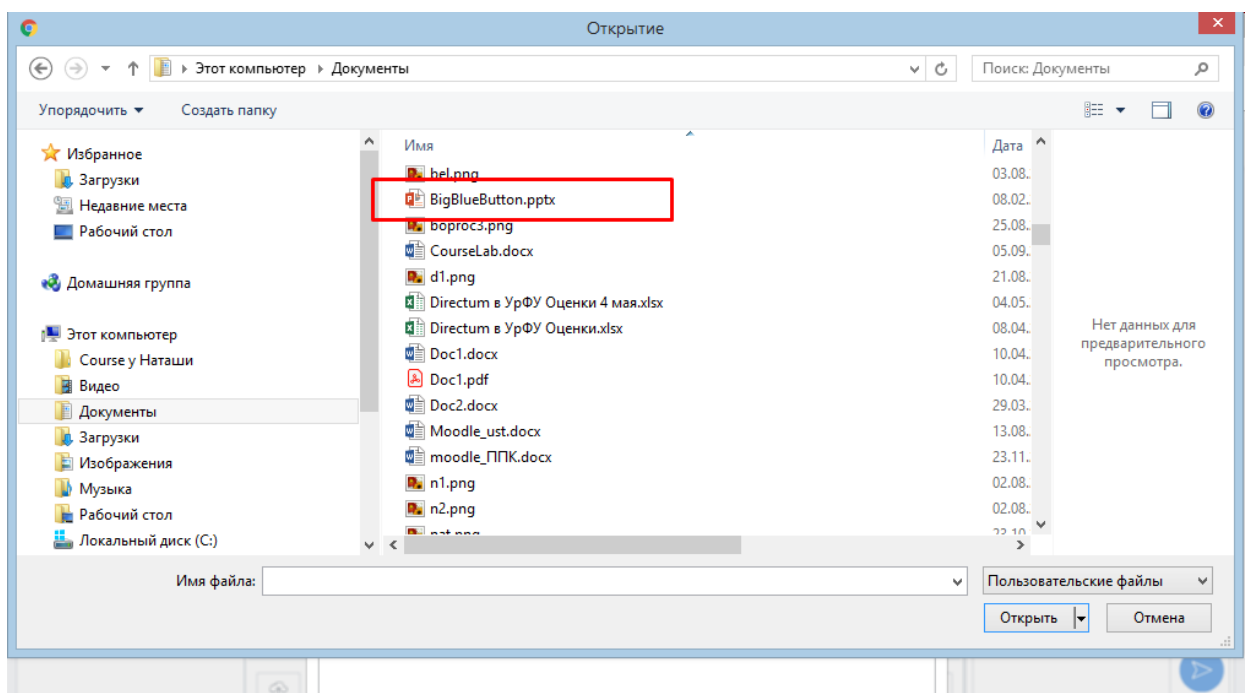 Открытие
Этот компьютер Документы
Поиск: Документы
Упорядочить Создать папку
Избранное
Загрузки
Недавние места
Рабочий стол
Домашняя группа
Этот компьютер
Course у Наташи
Видео
Документы
Загрузки
Изображения
Музыка
Рабочий стол
Локальный диск (C:)
Имя Дата
bel.png 03.08..
BigBlueButton.pptx 08.02..
boproc3.png 25.08..
CourseLab.docx 05.09..
d1.png 21.08..
Directum в УрФУ Оценки 4 мая.xlsx 04.05..
Directum в УрФУ Оценки.xlsx 08.04..
Doc1.docx 10.04..
Doc1.pdf 10.04..
Doc2.docx 29.03..
Moodle_ust.docx 13.08..
moodle_ППК.docx 23.11..
n1.png 02.08..
n2.png 02.08..
Нет данных для
предварительного
просмотра.
Имя файла:
Пользовательские файлы
Открыть Отмена